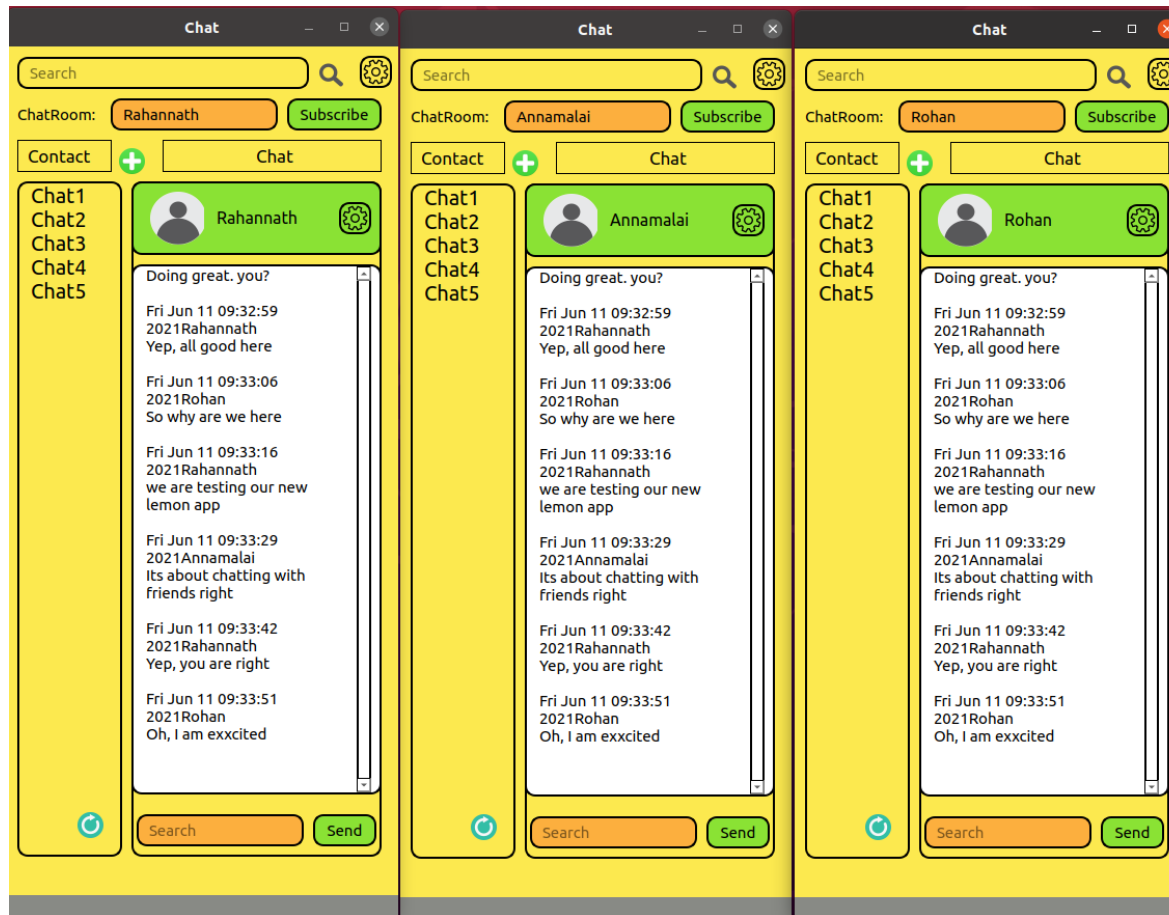 Chat
Search
ChatRoom: Rahannath Subscribe
Contact Chat
Chat1
Chat2
Chat3
Chat4
Chat5
Rahannath
Doing great. you?
Fri Jun 11 09:32:59
2021Rahannath
Yep, all good here
Fri Jun 11 09:33:06
2021Rohan
So why are we here
Fri Jun 11 09:33:16
2021Rahannath
we are testing our new
lemon app
Fri Jun 11 09:33:29
2021Annamalai
Its about chatting with
friends right
Fri Jun 11 09:33:42
2021Rahannath
Yep, you are right
Fri Jun 11 09:33:51
2021Rohan
Oh, I am exxcited
Search Send
Chat
Search
ChatRoom: Annamalai Subscribe
Contact Chat
Chat1
Chat2
Chat3
Chat4
Chat5
Annamalai
Doing great. you?
Fri Jun 11 09:32:59
2021Rahannath
Yep, all good here
Fri Jun 11 09:33:06
2021Rohan
So why are we here
Fri Jun 11 09:33:16
2021Rahannath
we are testing our new
lemon app
Fri Jun 11 09:33:29
2021Annamalai
Its about chatting with
friends right
Fri Jun 11 09:33:42
2021Rahannath
Yep, you are right
Fri Jun 11 09:33:51
2021Rohan
Oh, I am exxcited
Search Send
Chat
Search
ChatRoom: Rohan Subscribe
Contact Chat
Chat1
Chat2
Chat3
Chat4
Chat5
Rohan
Doing great. you?
Fri Jun 11 09:32:59
2021Rahannath
Yep, all good here
Fri Jun 11 09:33:06
2021Rohan
So why are we here
Fri Jun 11 09:33:16
2021Rahannath
we are testing our new
lemon app
Fri Jun 11 09:33:29
2021Annamalai
Its about chatting with
friends right
Fri Jun 11 09:33:42
2021Rahannath
Yep, you are right
Fri Jun 11 09:33:51
2021Rohan
Oh, I am exxcited
Search Send